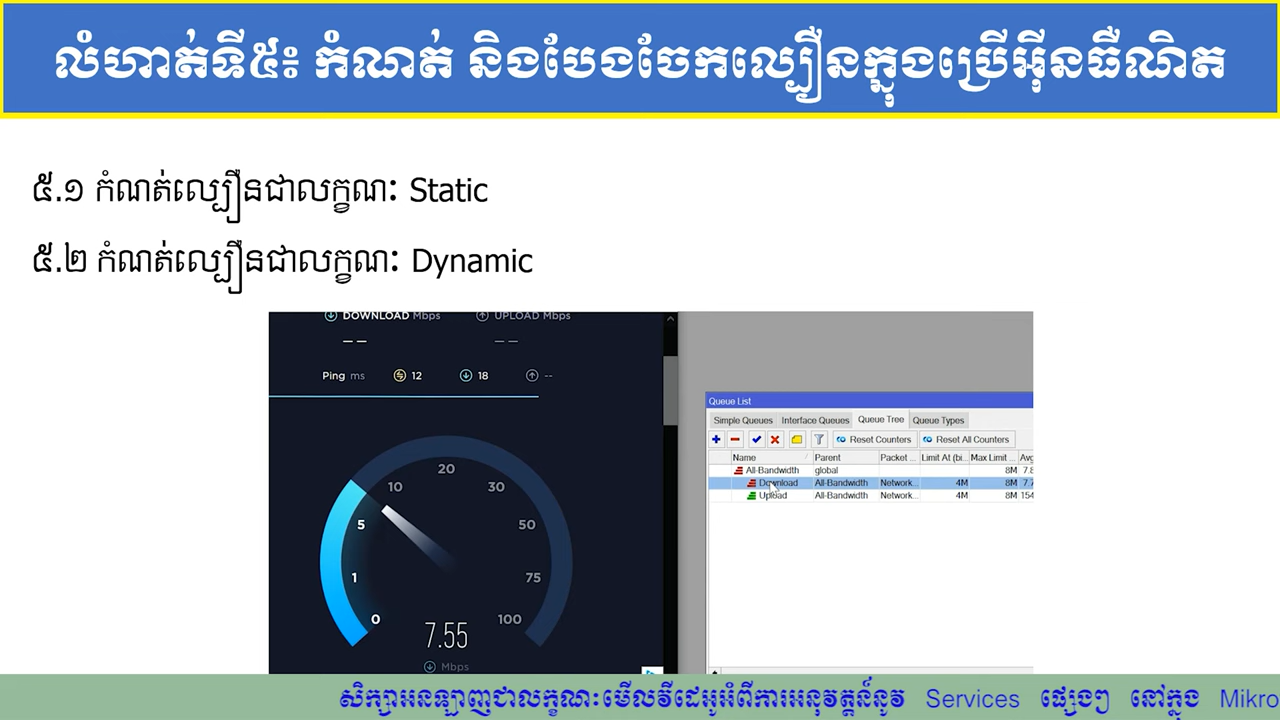 លំហាត់ទី៥៖ កំណត់ និងបែងចែកល្បឿនក្នុងប្រើអ៊ីនធឺណិត
៥.១ កំណត់ល្បឿនជាលក្ខណៈ Static
៥.២ កំណត់ល្បឿនជាលក្ខណៈ Dynamic
DOWNLOAD Mbps UPLOAD Mbps
-- --
Ping ms 12 18 --
0 1 5 10 20 30 50 75 100
7.55
Mbps
Queue List
Simple Queues Interface Queues Queue Tree Queue Types
Reset Counters Reset All Counters
Name Parent Packet ... Limit At (bi... Max Limit ... Avg
All-Bandwidth global 8M 7.8
Download All-Bandwidth Network... 4M 8M 7.7
Upload All-Bandwidth Network... 4M 8M 154
សិក្សាអនឡាញជាលក្ខណៈមើលវីដេអូអំពីការអនុវត្តន៍នូវ Services ផ្សេងៗ នៅក្នុង Mikro